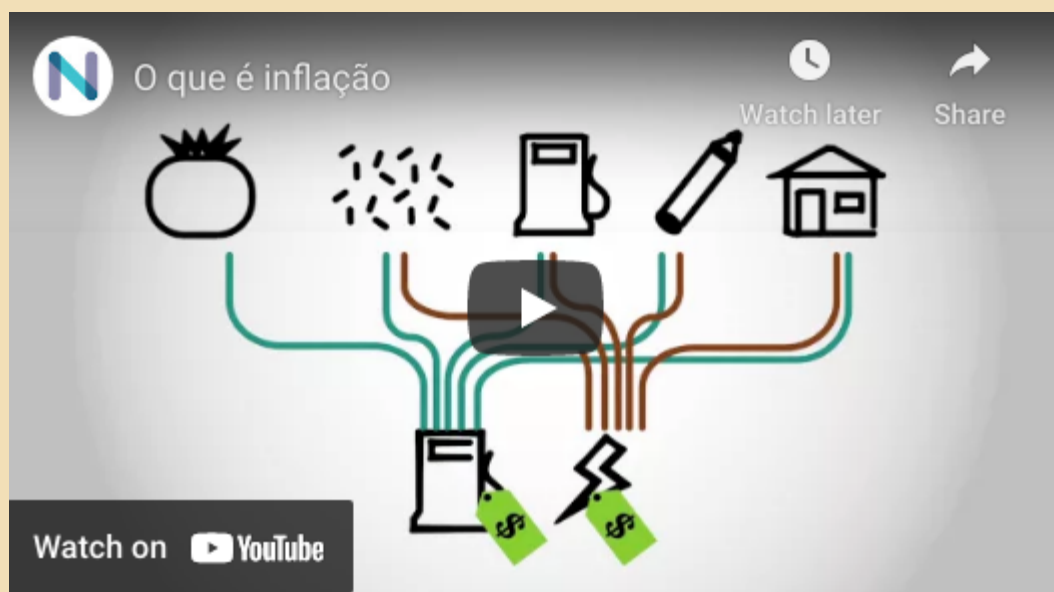 O que é inflação
Watch later
Share
$
$
Watch on YouTube